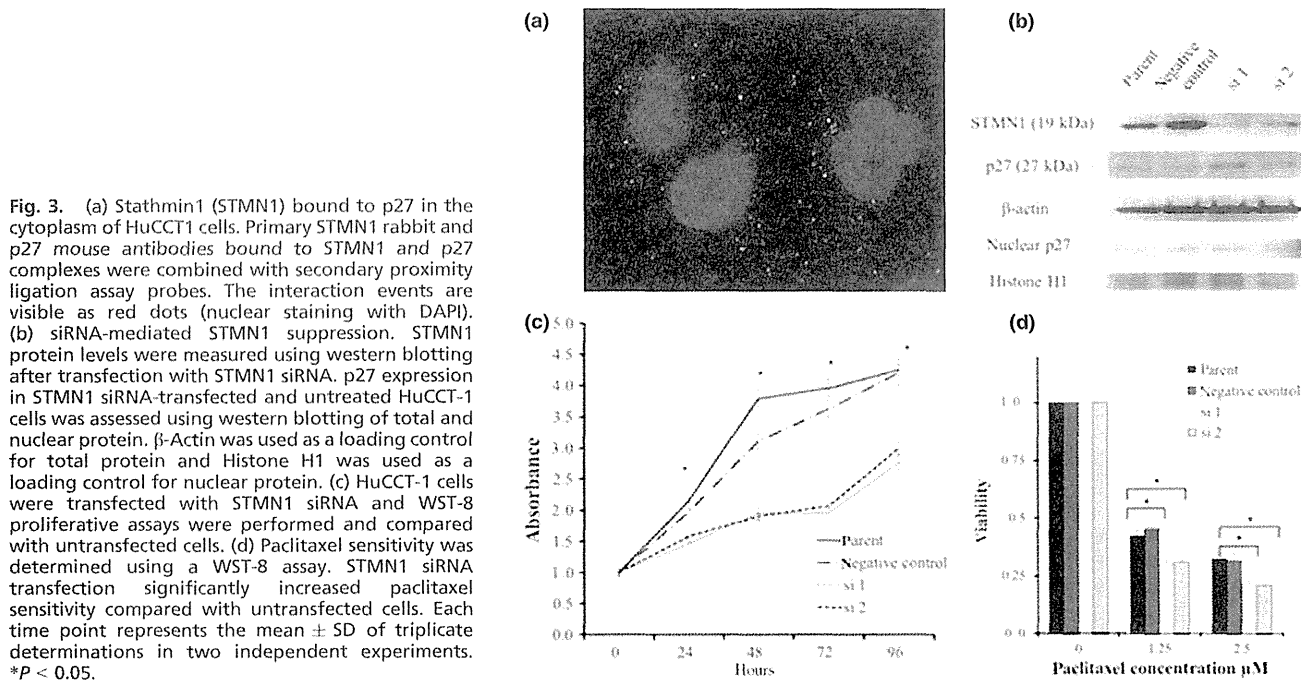 Fig. 3. (a) Stathmin1 (STMN1) bound to p27 in the
cytoplasm of HuCCT1 cells. Primary STMN1 rabbit and
p27 mouse antibodies bound to STMN1 and p27
complexes were combined with secondary proximity
ligation assay probes. The interaction events are
visible as red dots (nuclear staining with DAPI).
(b) siRNA-mediated STMN1 suppression. STMN1
protein levels were measured using western blotting
after transfection with STMN1 siRNA. p27 expression
in STMN1 siRNA-transfected and untreated HuCCT-1
cells was assessed using western blotting of total and
nuclear protein. β-Actin was used as a loading control
for total protein and Histone H1 was used as a
loading control for nuclear protein. (c) HuCCT-1 cells
were transfected with STMN1 siRNA and WST-8
proliferative assays were performed and compared
with untransfected cells. (d) Paclitaxel sensitivity was
determined using a WST-8 assay. STMN1 siRNA
transfection significantly increased paclitaxel
sensitivity compared with untransfected cells. Each
time point represents the mean ± SD of triplicate
determinations in two independent experiments.
*P < 0.05.
(a)
(b)
Parent
Negative
control
si 1
si 2
STMN1 (19 kDa)
p27 (27 kDa)
β-actin
Nuclear p27
Histone H1
(c)
5.0
4.5
4.0
3.5
3.0
2.5
2.0
1.5
1.0
0.5
0.0
Absorbance
* * * *
Parent
Negative control
si 1
si 2
0 24 48 72 96
Hours
(d)
Parent
Negative control
si 1
si 2
1.0
0.75
0.5
0.25
0.0
Viability
* *
* *
0 1.25 2.5
Paclitaxel concentration μM